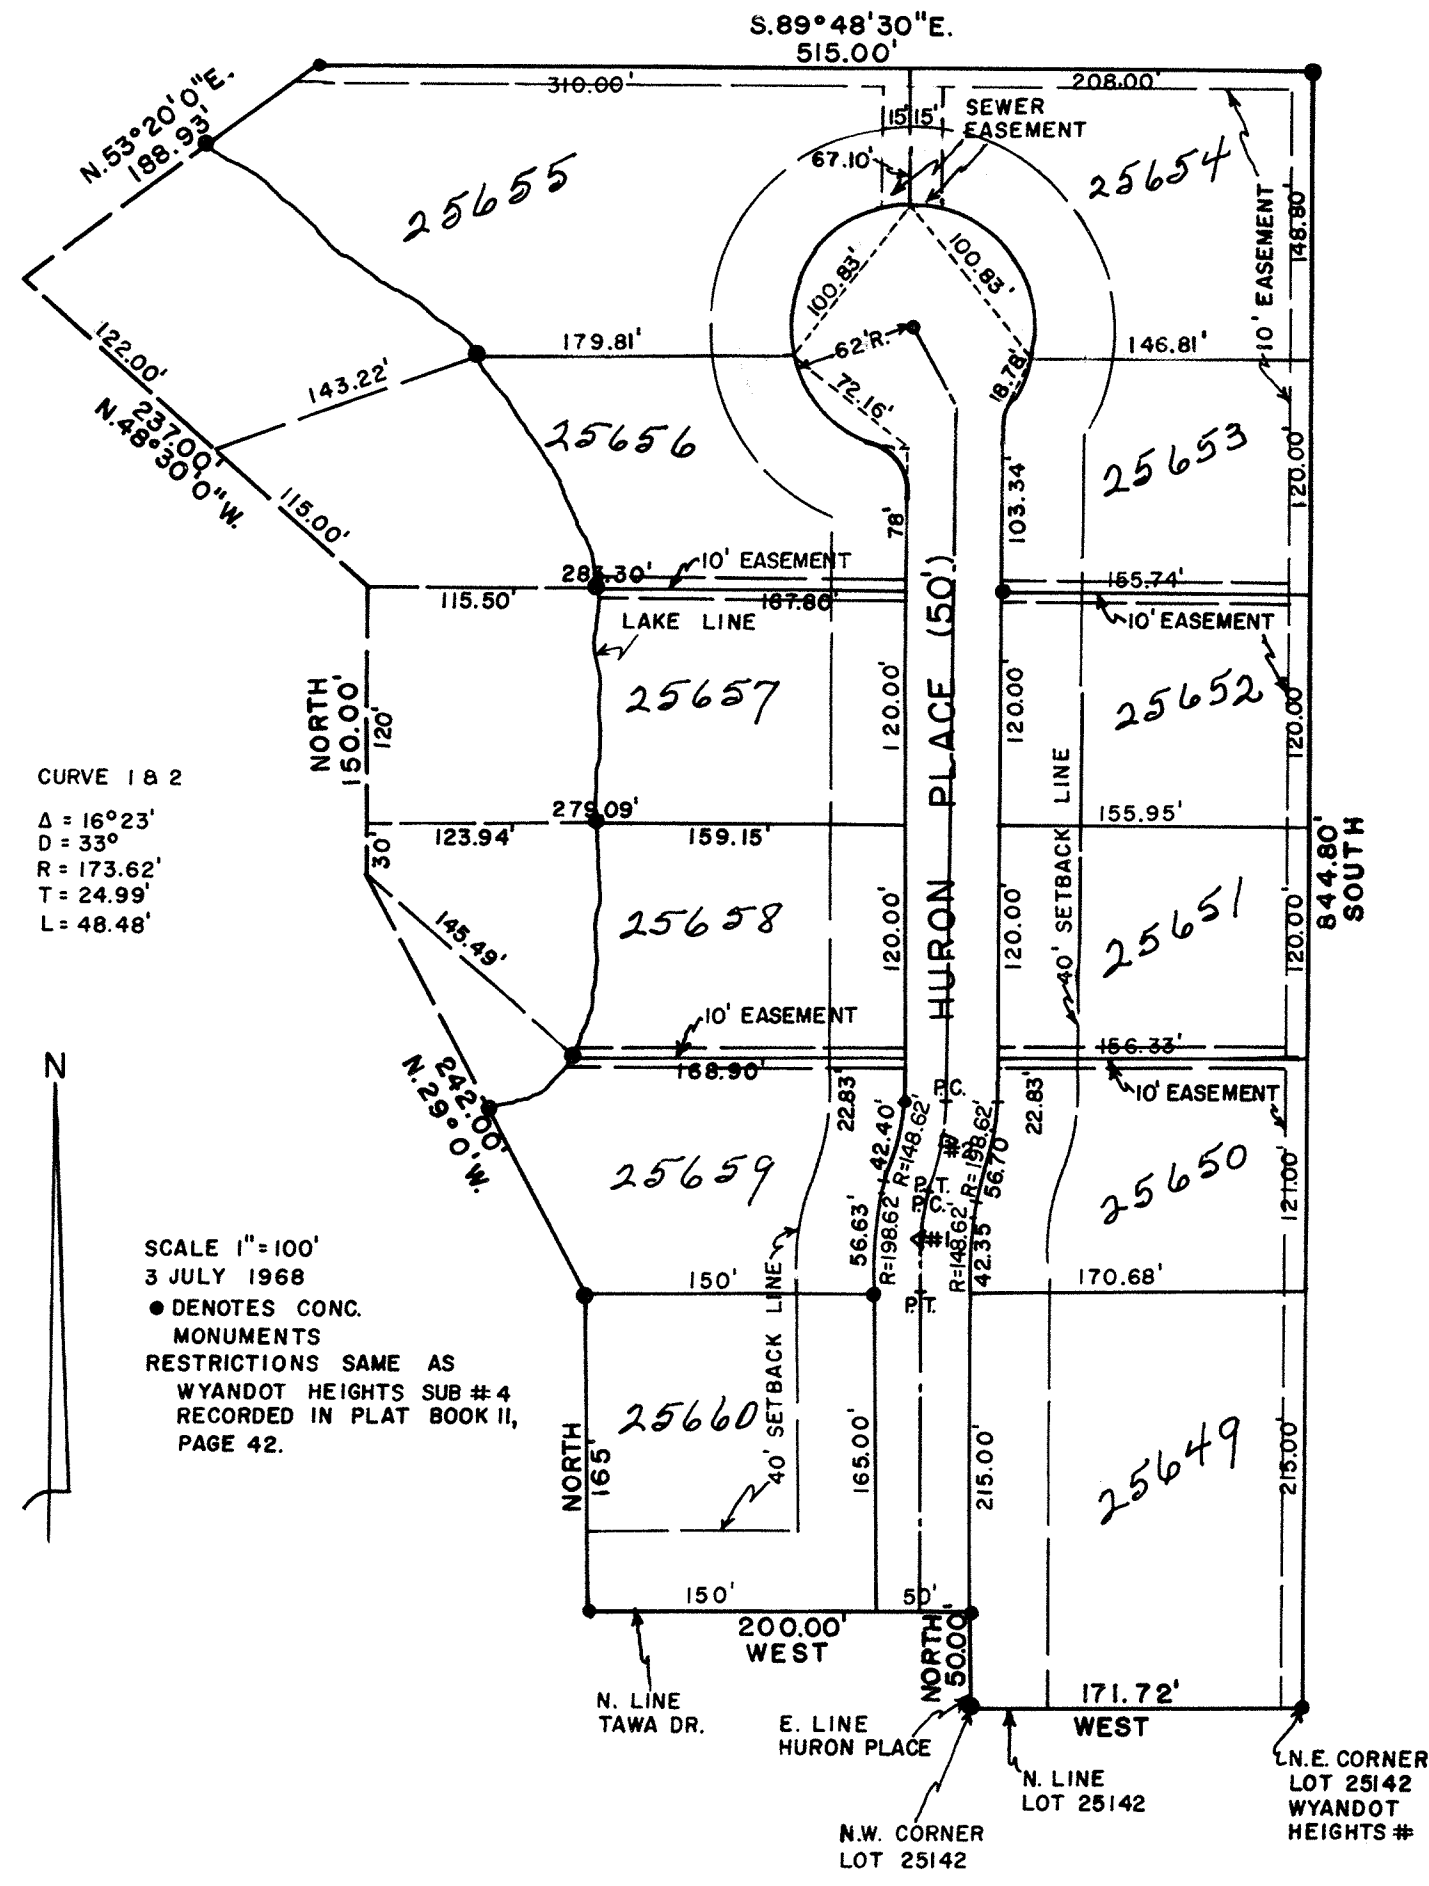 S.89°48'30"E.
515.00'
310.00'
208.00'
N.53°20'0"E.
188.93'
15' 15'
SEWER
EASEMENT
67.10'
25655
25654
10' EASEMENT
148.80'
100.83'
100.83'
62'R.
72.16'
18.78'
179.81'
146.81'
122.00'
143.22'
237.00'
N.48°30'0"W.
115.00'
25656
25653
78'
103.34'
120.00'
283.30'
10' EASEMENT
115.50'
167.80'
155.74'
10' EASEMENT
LAKE LINE
HURON PLACE (50')
NORTH
150.00'
120'
25657
120.00'
120.00'
25652
120.00'
40' SETBACK LINE
CURVE 1 & 2
Δ = 16°23'
D = 33°
R = 173.62'
T = 24.99'
L = 48.48'
279.09'
123.94'
159.15'
155.95'
30'
844.80'
SOUTH
145.49'
25658
120.00'
120.00'
25651
120.00'
10' EASEMENT
168.90'
156.33'
10' EASEMENT
N
242.00'
N.29°0'W.
22.83'
P.C.
22.83'
42.40'
R=148.62'
R=198.62'
56.70
P.T.
P.C.
#1
25659
25650
121.00'
56.63'
R=198.62'
R=148.62'
42.35'
150'
P.T.
170.68'
SCALE 1"=100'
3 JULY 1968
● DENOTES CONC.
MONUMENTS
RESTRICTIONS SAME AS
WYANDOT HEIGHTS SUB # 4
RECORDED IN PLAT BOOK 11,
PAGE 42.
40' SETBACK LINE
NORTH
165'
25660
165.00'
215.00'
25649
215.00'
150'
50'
200.00'
WEST
NORTH
50.00'
171.72'
WEST
N. LINE
TAWA DR.
E. LINE
HURON PLACE
N. LINE
LOT 25142
N.W. CORNER
LOT 25142
N.E. CORNER
LOT 25142
WYANDOT
HEIGHTS #